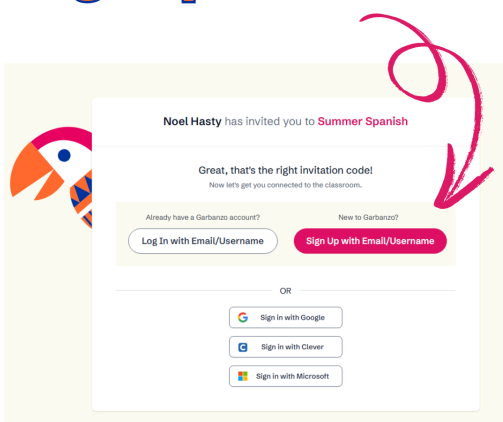 Noel Hasty has invited you to Summer Spanish
Great, that's the right invitation code!
Now let's get you connected to the classroom.
Already have a Garbanzo account?
Log In with Email/Username
New to Garbanzo?
Sign Up with Email/Username
OR
Sign in with Google
Sign in with Clever
Sign in with Microsoft